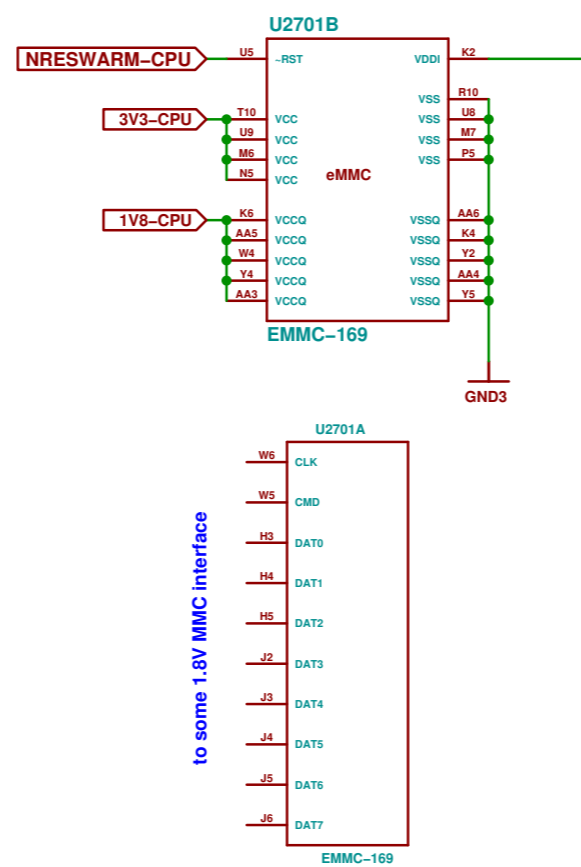 U2701B
NRESWARM-CPU U5 ~RST VDDI K2
VSS R10
3V3-CPU T10 VCC VSS U8
U9 VCC VSS M7
M6 VCC VSS P5
N5 VCC eMMC
1V8-CPU K6 VCCQ VSSQ AA6
AA5 VCCQ VSSQ K4
W4 VCCQ VSSQ Y2
Y4 VCCQ VSSQ AA4
AA3 VCCQ VSSQ Y5
EMMC-169
GND3
U2701A
W6 CLK
W5 CMD
H3 DAT0
H4 DAT1
H5 DAT2
J2 DAT3
J3 DAT4
J4 DAT5
J5 DAT6
J6 DAT7
to some 1.8V MMC interface
EMMC-169